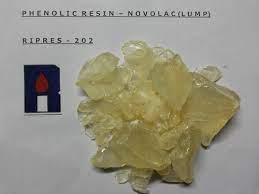 PHENOLIC RESIN – NOVOLAC(LUMP)
RIPRES - 202